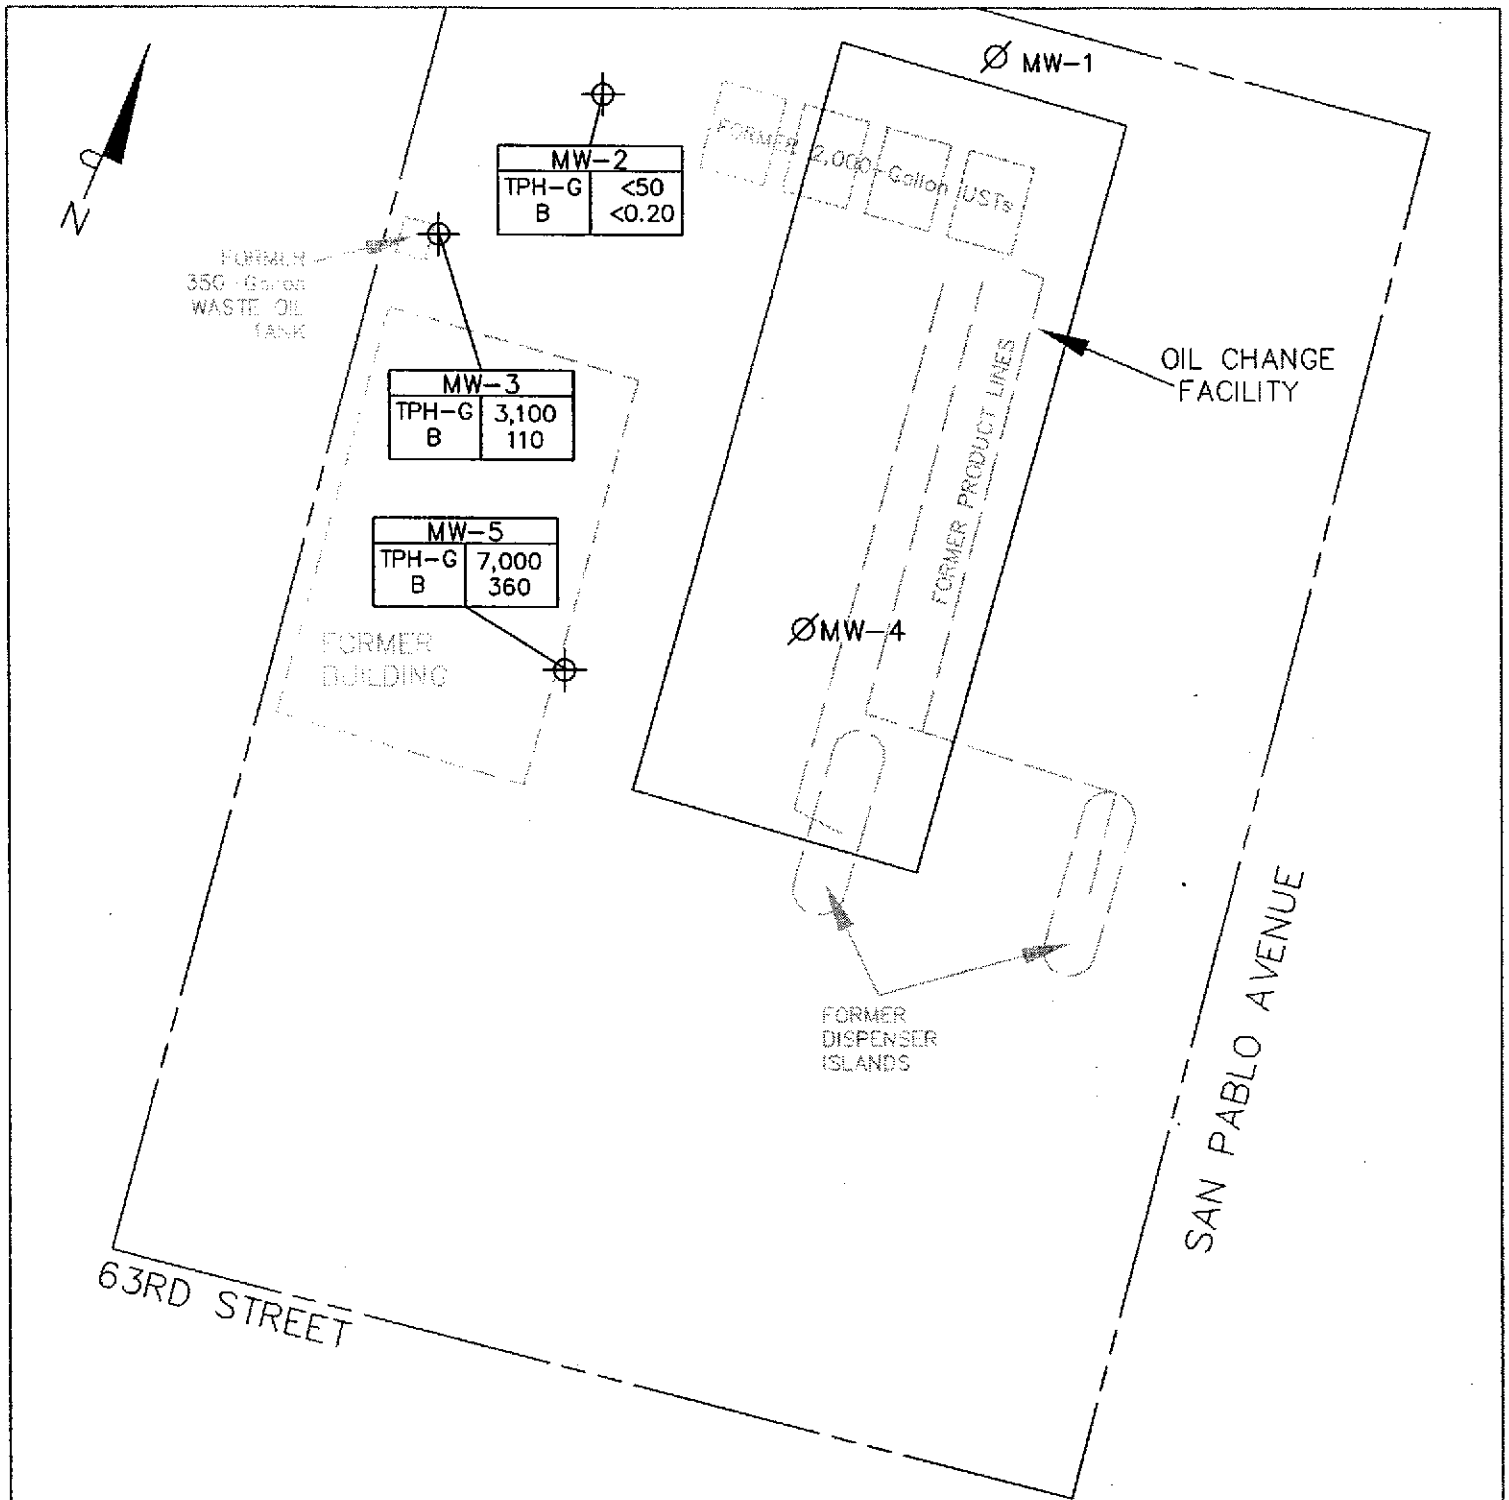 MW-1
N
MW-2
TPH-G <50
B <0.20
FORMER 2,000-Gallon USTs
FORMER
350-Gallon
WASTE OIL
TANK
OIL CHANGE
FACILITY
MW-3
TPH-G 3,100
B 110
FORMER PRODUCT LINES
MW-5
TPH-G 7,000
B 360
MW-4
FORMER
BUILDING
FORMER
DISPENSER
ISLANDS
SAN PABLO AVENUE
63RD STREET